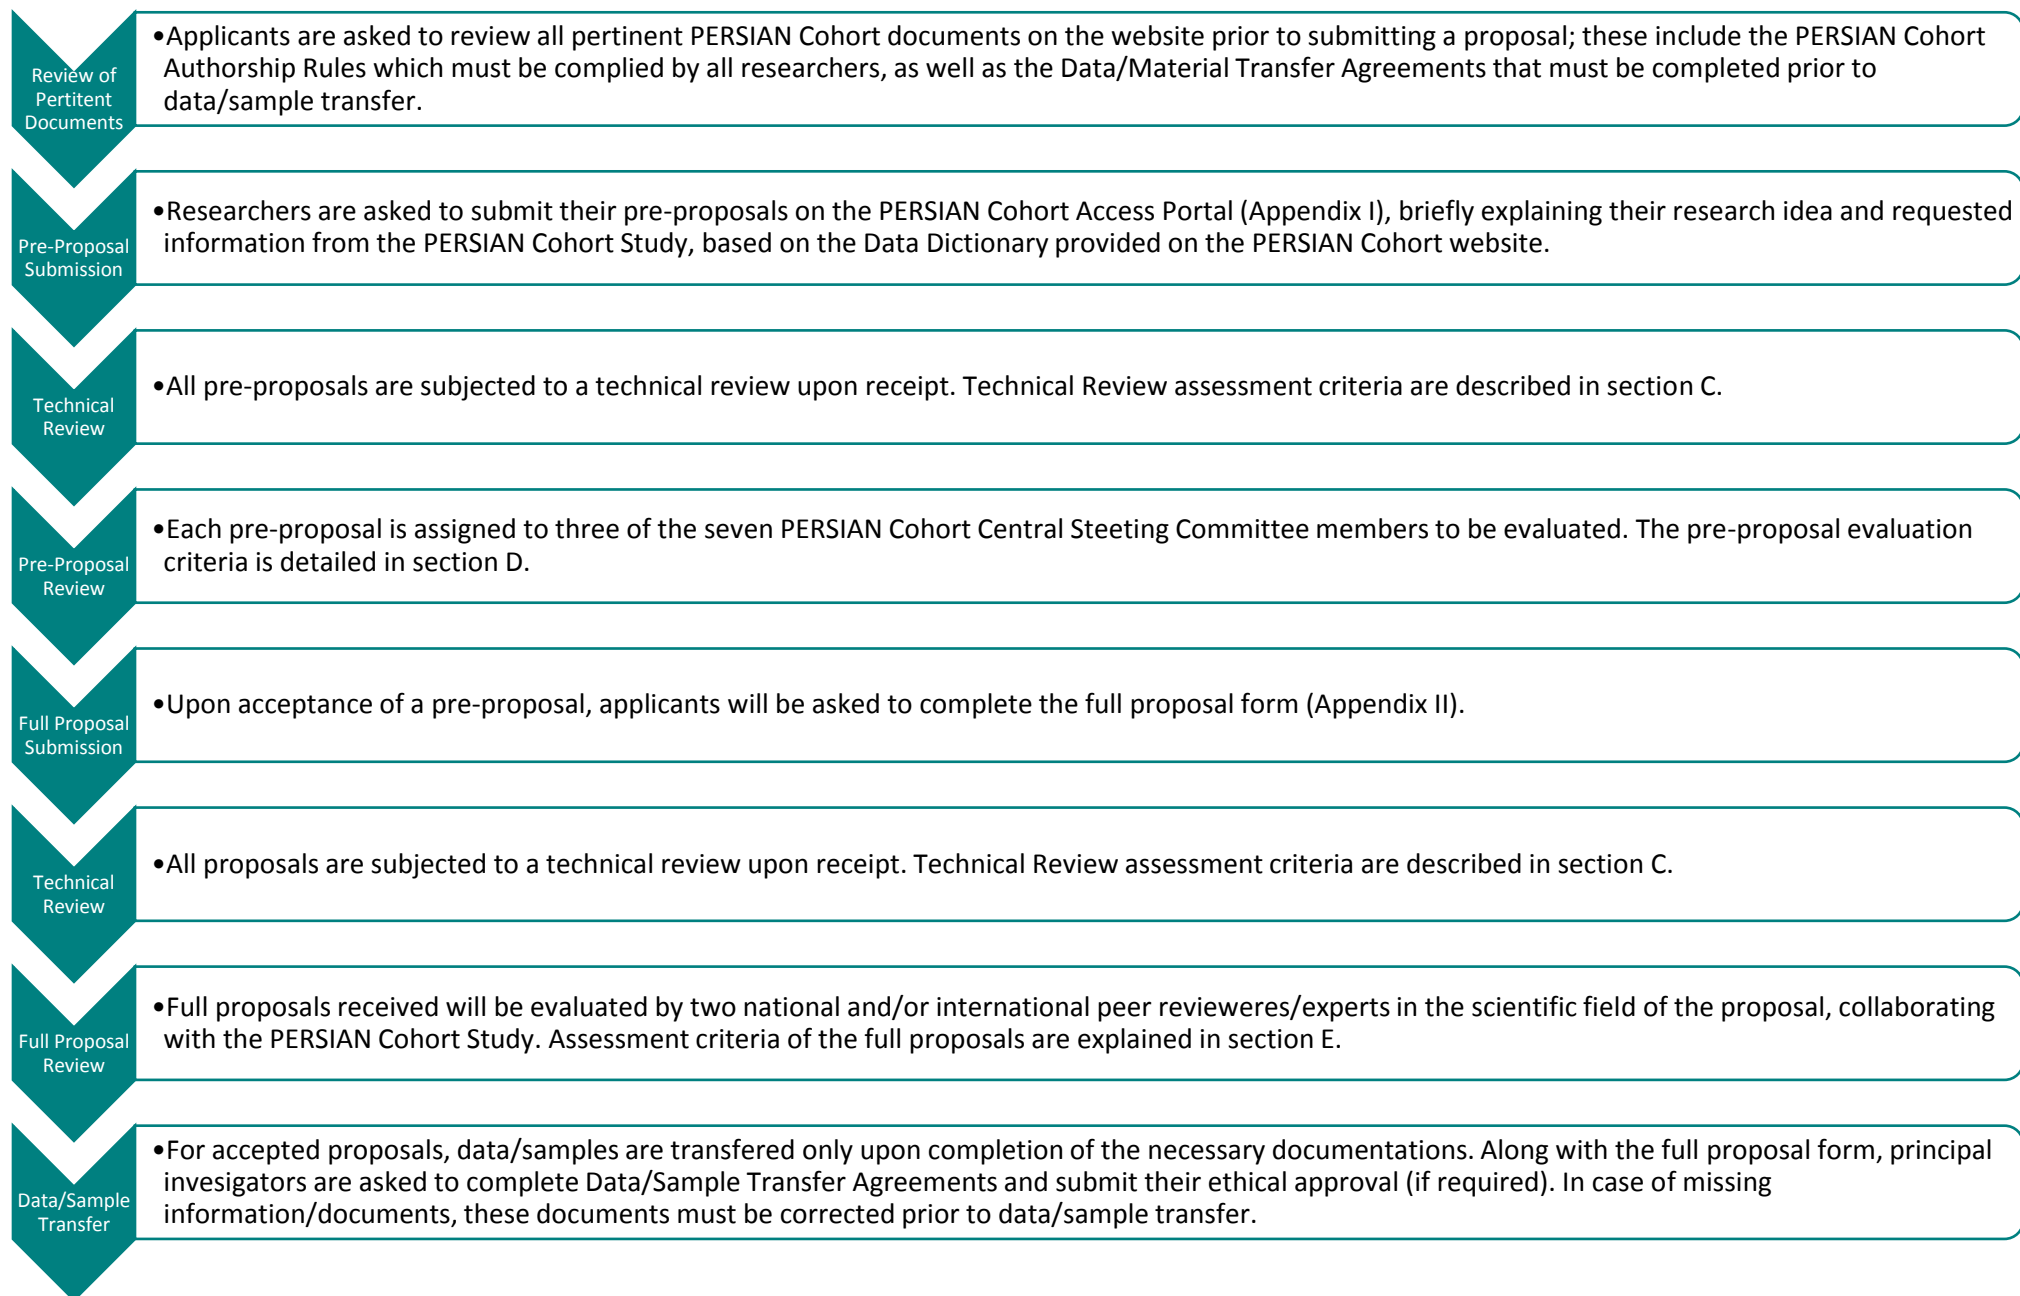 Review of
Pertitent
Documents
•Applicants are asked to review all pertinent PERSIAN Cohort documents on the website prior to submitting a proposal; these include the PERSIAN Cohort
Authorship Rules which must be complied by all researchers, as well as the Data/Material Transfer Agreements that must be completed prior to
data/sample transfer.
Pre-Proposal
Submission
•Researchers are asked to submit their pre-proposals on the PERSIAN Cohort Access Portal (Appendix I), briefly explaining their research idea and requested
information from the PERSIAN Cohort Study, based on the Data Dictionary provided on the PERSIAN Cohort website.
Technical
Review
•All pre-proposals are subjected to a technical review upon receipt. Technical Review assessment criteria are described in section C.
Pre-Proposal
Review
•Each pre-proposal is assigned to three of the seven PERSIAN Cohort Central Steeting Committee members to be evaluated. The pre-proposal evaluation
criteria is detailed in section D.
Full Proposal
Submission
•Upon acceptance of a pre-proposal, applicants will be asked to complete the full proposal form (Appendix II).
Technical
Review
•All proposals are subjected to a technical review upon receipt. Technical Review assessment criteria are described in section C.
Full Proposal
Review
•Full proposals received will be evaluated by two national and/or international peer revieweres/experts in the scientific field of the proposal, collaborating
with the PERSIAN Cohort Study. Assessment criteria of the full proposals are explained in section E.
Data/Sample
Transfer
•For accepted proposals, data/samples are transfered only upon completion of the necessary documentations. Along with the full proposal form, principal
invesigators are asked to complete Data/Sample Transfer Agreements and submit their ethical approval (if required). In case of missing
information/documents, these documents must be corrected prior to data/sample transfer.